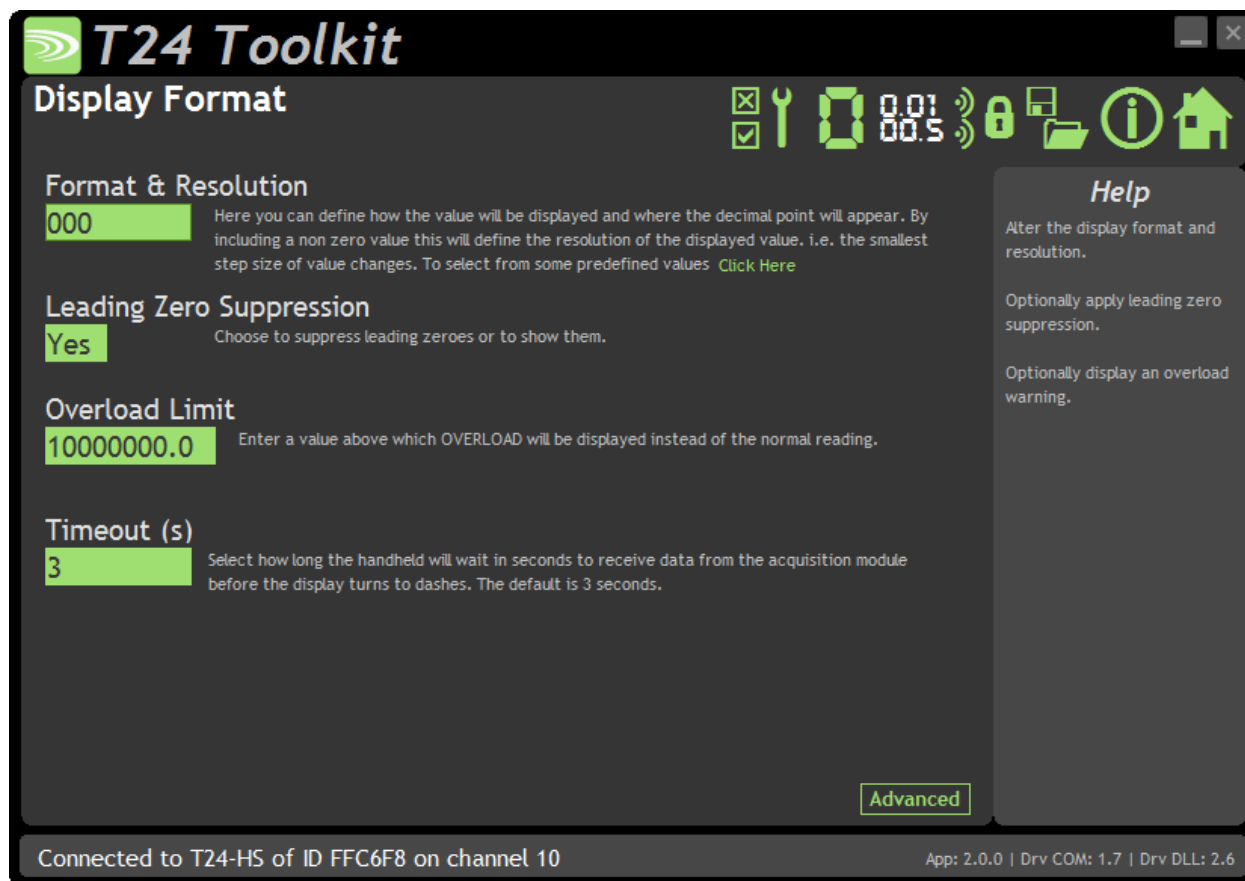 T24 Toolkit
Display Format
0.01
00.5
Format & Resolution
000
Here you can define how the value will be displayed and where the decimal point will appear. By
including a non zero value this will define the resolution of the displayed value. i.e. the smallest
step size of value changes. To select from some predefined values Click Here
Leading Zero Suppression
Yes
Choose to suppress leading zeroes or to show them.
Overload Limit
10000000.0
Enter a value above which OVERLOAD will be displayed instead of the normal reading.
Timeout (s)
3
Select how long the handheld will wait in seconds to receive data from the acquisition module
before the display turns to dashes. The default is 3 seconds.
Advanced
Help
Alter the display format and
resolution.
Optionally apply leading zero
suppression.
Optionally display an overload
warning.
Connected to T24-HS of ID FFC6F8 on channel 10
App: 2.0.0 | Drv COM: 1.7 | Drv DLL: 2.6